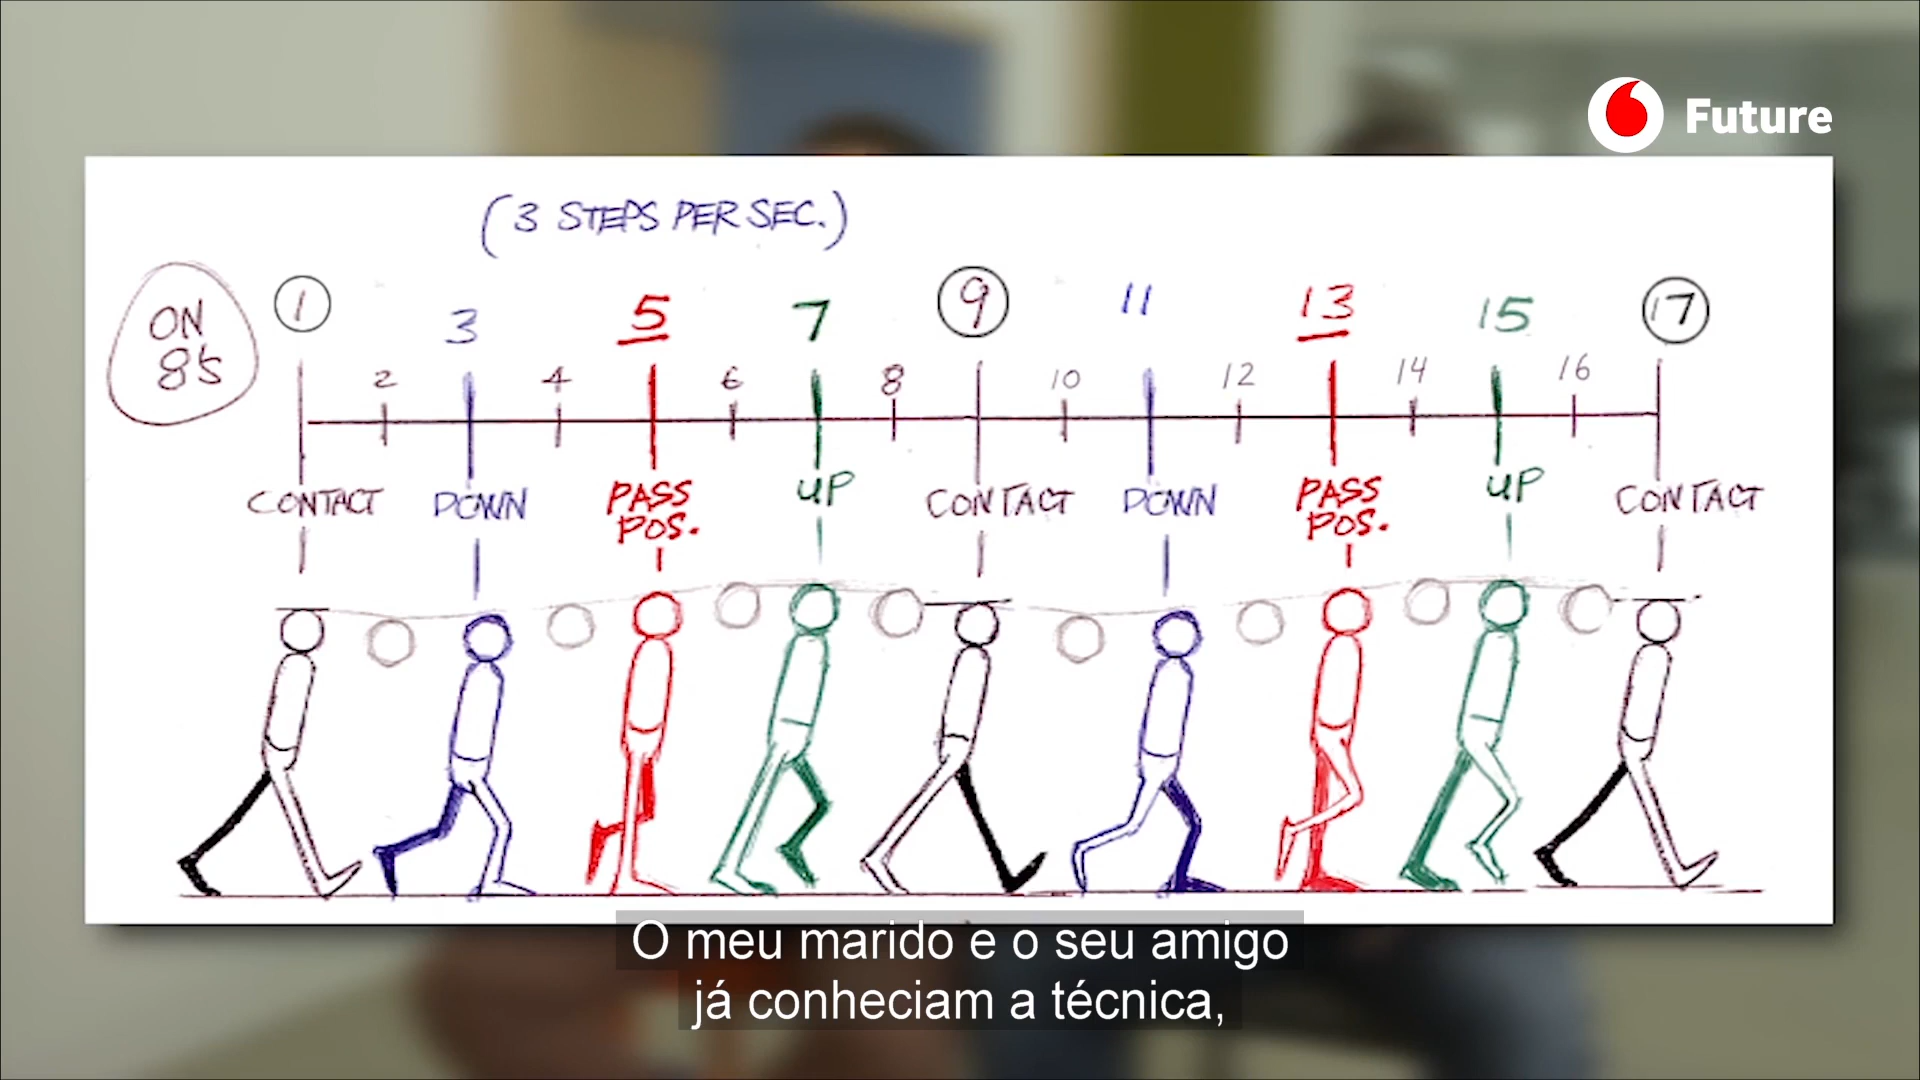 Future
(3 STEPS PER SEC.)
ON 8's
1 2 3 4 5 6 7 8 9 10 11 12 13 14 15 16 17
CONTACT DOWN PASS POS. UP CONTACT DOWN PASS POS. UP CONTACT
O meu marido e o seu amigo
já conheciam a técnica,